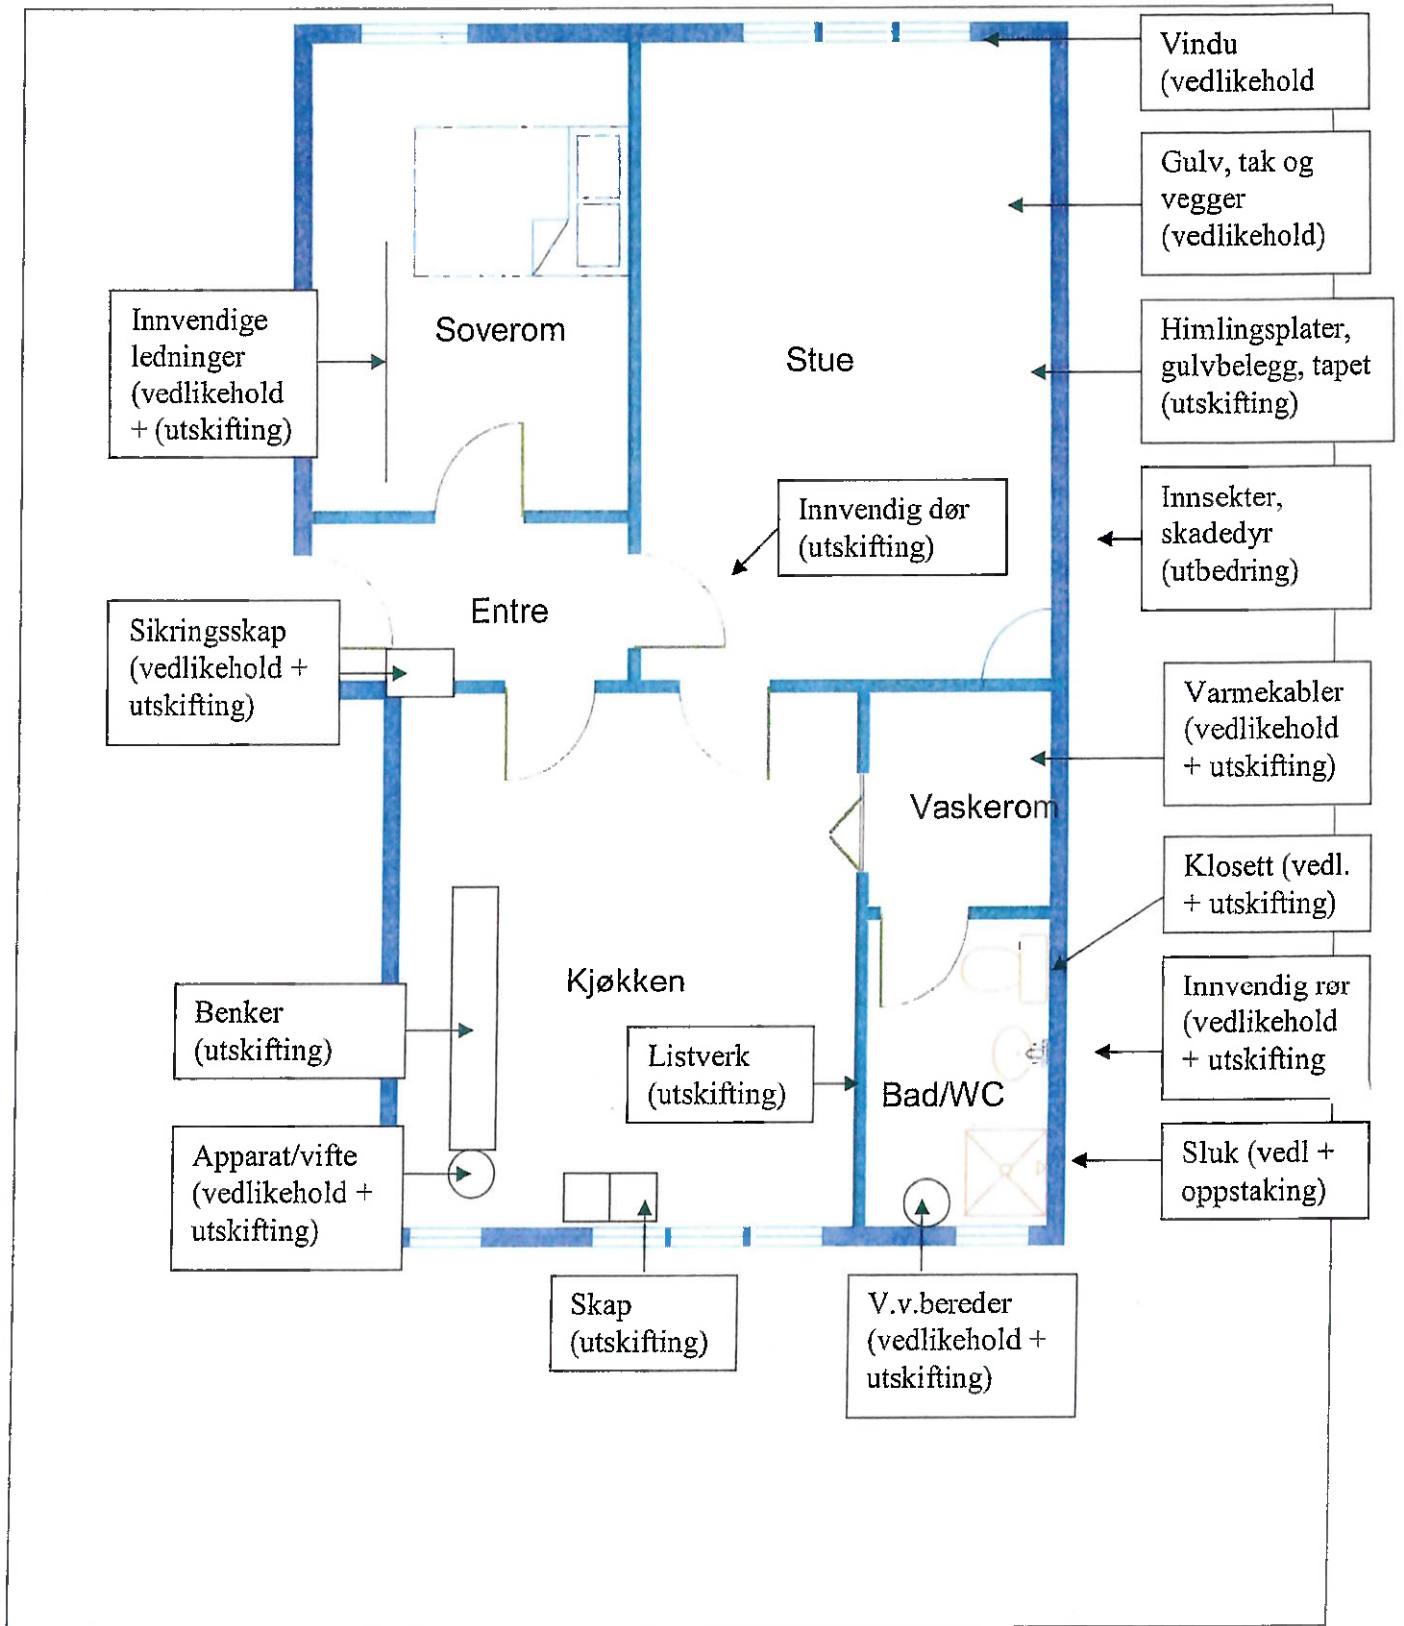 Vindu
(vedlikehold
Gulv, tak og
vegger
(vedlikehold)
Himlingsplater,
gulvbelegg, tapet
(utskifting)
Innsekter,
skadedyr
(utbedring)
Innvendige
ledninger
(vedlikehold
+ (utskifting)
Soverom
Stue
Innvendig dør
(utskifting)
Entre
Sikringsskap
(vedlikehold +
utskifting)
Varmekabler
(vedlikehold
+ utskifting)
Vaskerom
Klosett (vedl.
+ utskifting)
Kjøkken
Innvendig rør
(vedlikehold
+ utskifting
Benker
(utskifting)
Listverk
(utskifting)
Bad/WC
Sluk (vedl +
oppstaking)
Apparat/vifte
(vedlikehold +
utskifting)
Skap
(utskifting)
V.v.bereder
(vedlikehold +
utskifting)